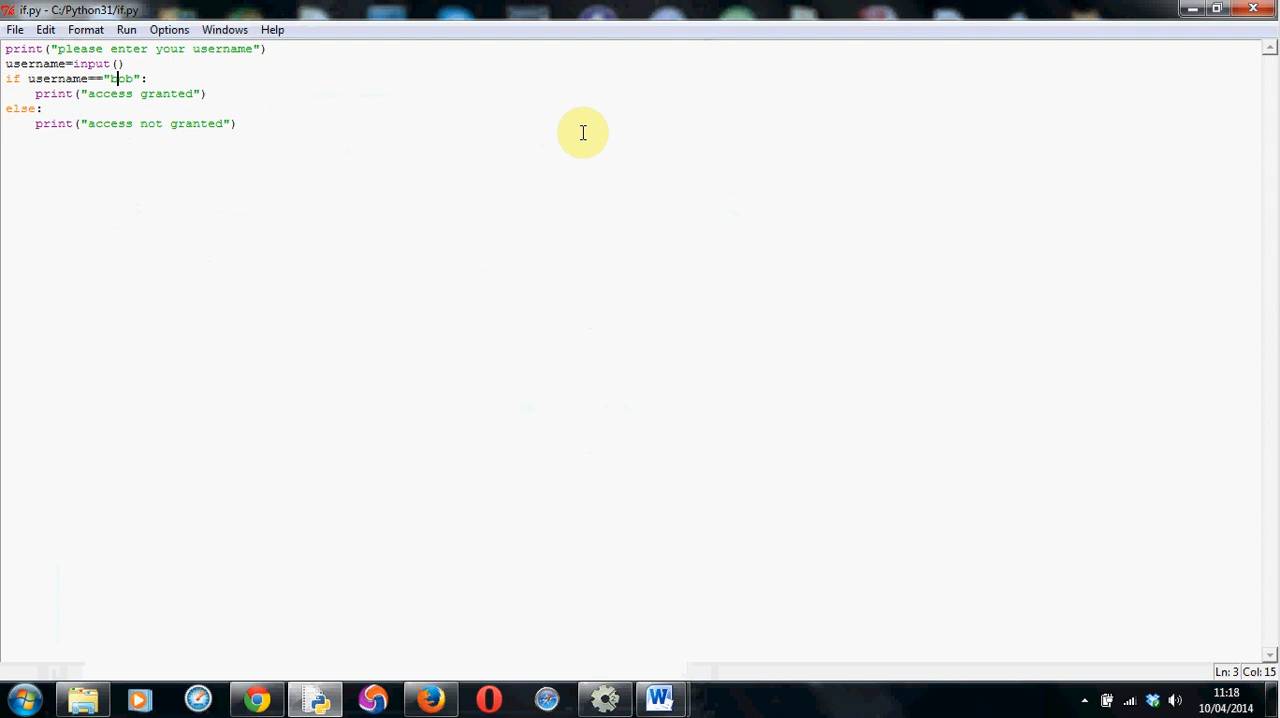 if.py - C:/Python31/if.py
File Edit Format Run Options Windows Help
print("please enter your username")
username=input()
if username=="bob":
    print("access granted")
else:
    print("access not granted")
Ln: 3 Col: 15
11:18
10/04/2014